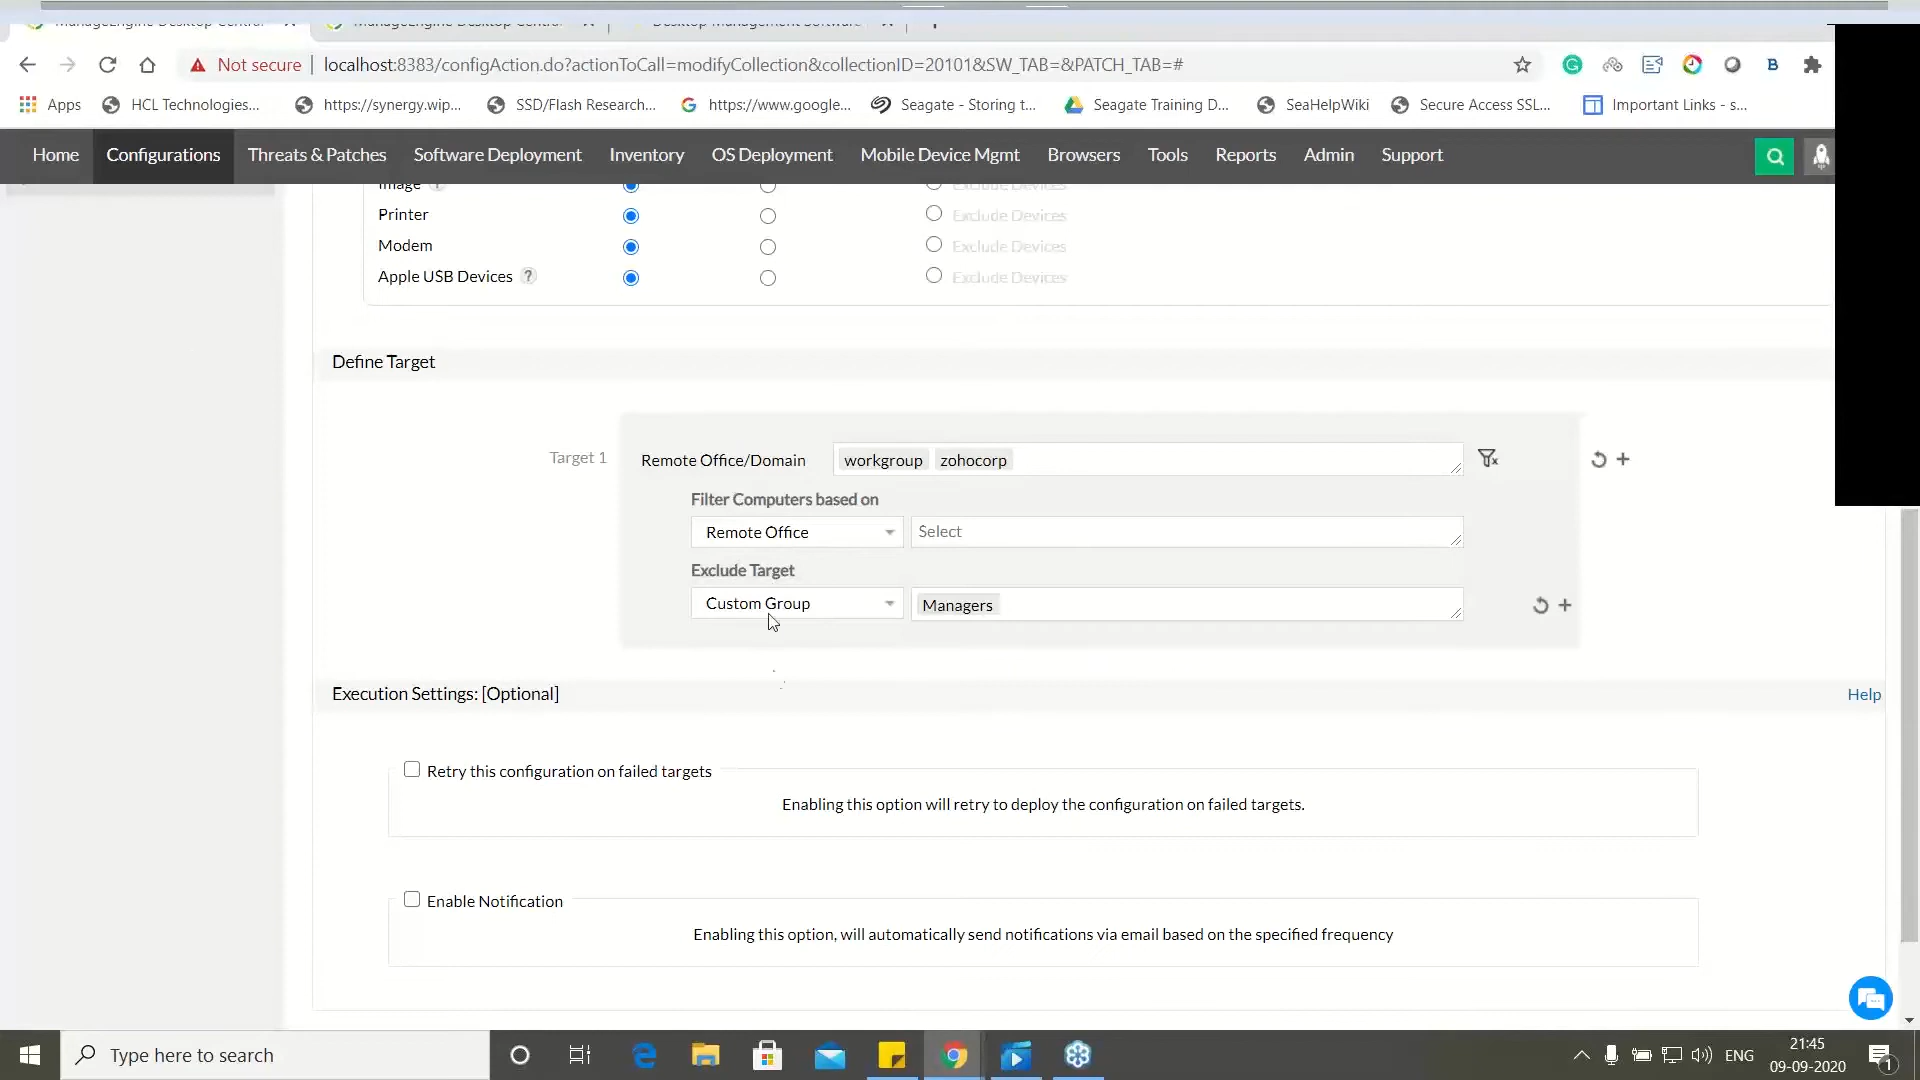 Not secure localhost:8383/configAction.do?actionToCall=modifyCollection&collectionID=20101&SW_TAB=&PATCH_TAB=#
Apps HCL Technologies... https://synergy.wip... SSD/Flash Research... https://www.google... Seagate - Storing t... Seagate Training D... SeaHelpWiki Secure Access SSL... Important Links - s...
Home Configurations Threats & Patches Software Deployment Inventory OS Deployment Mobile Device Mgmt Browsers Tools Reports Admin Support
Image Exclude Devices
Printer Exclude Devices
Modem Exclude Devices
Apple USB Devices ? Exclude Devices
Define Target
Target 1 Remote Office/Domain workgroup zohocorp
Filter Computers based on
Remote Office Select
Exclude Target
Custom Group Managers
Execution Settings: [Optional] Help
Retry this configuration on failed targets
Enabling this option will retry to deploy the configuration on failed targets.
Enable Notification
Enabling this option, will automatically send notifications via email based on the specified frequency
Type here to search ENG 21:45
09-09-2020 1